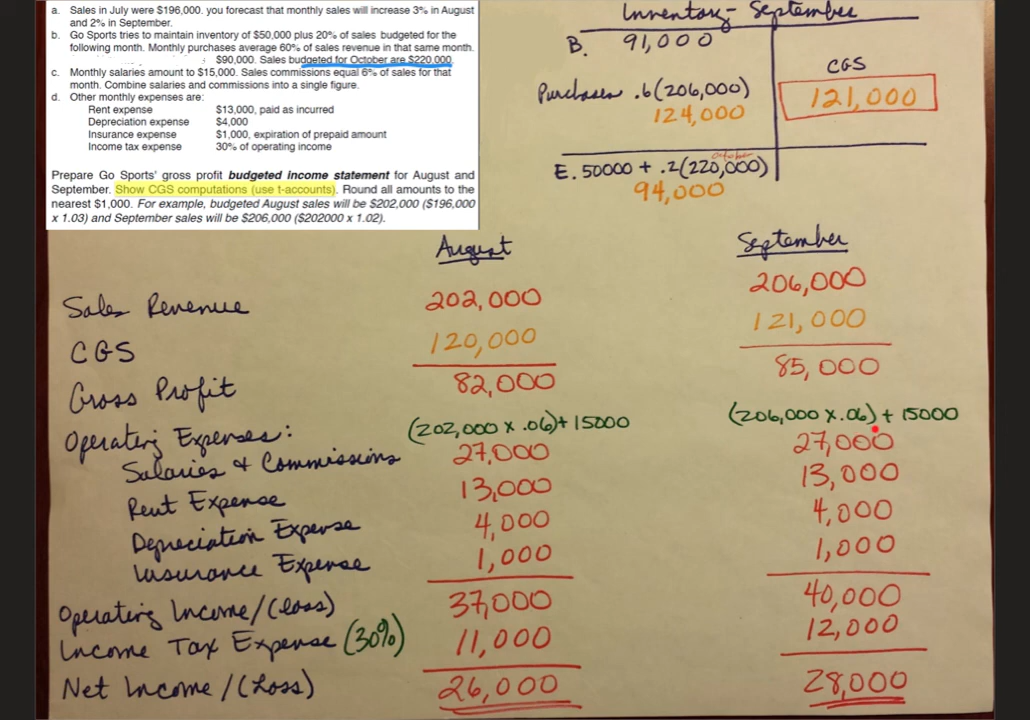 a. Sales in July were $196,000. you forecast that monthly sales will increase 3% in August
and 2% in September.
b. Go Sports tries to maintain inventory of $50,000 plus 20% of sales budgeted for the
following month. Monthly purchases average 60% of sales revenue in that same month.
$90,000. Sales budgeted for October are $220,000.
c. Monthly salaries amount to $15,000. Sales commissions equal 6% of sales for that
month. Combine salaries and commissions into a single figure.
d. Other monthly expenses are:
Rent expense $13,000, paid as incurred
Depreciation expense $4,000
Insurance expense $1,000, expiration of prepaid amount
Income tax expense 30% of operating income
Prepare Go Sports' gross profit budgeted income statement for August and
September. Show CGS computations (use t-accounts). Round all amounts to the
nearest $1,000. For example, budgeted August sales will be $202,000 ($196,000
x 1.03) and September sales will be $206,000 ($202000 x 1.02).
Inventory - September
B. 91,000
CGS
Purchases .6(206,000) 121,000
124,000
October
E. 50000 + .2(220,000)
94,000
August September
Sales Revenue 202,000 206,000
CGS 120,000 121,000
Gross Profit 82,000 85,000
Operating Expenses: (202,000 x .06)+15000 (206,000 x .06) + 15000
Salaries & Commissions 27,000 27,000
Rent Expense 13,000 13,000
Depreciation Expense 4,000 4,000
Insurance Expense 1,000 1,000
Operating Income/(loss) 37,000 40,000
Income Tax Expense (30%) 11,000 12,000
Net Income/(Loss) 26,000 28,000